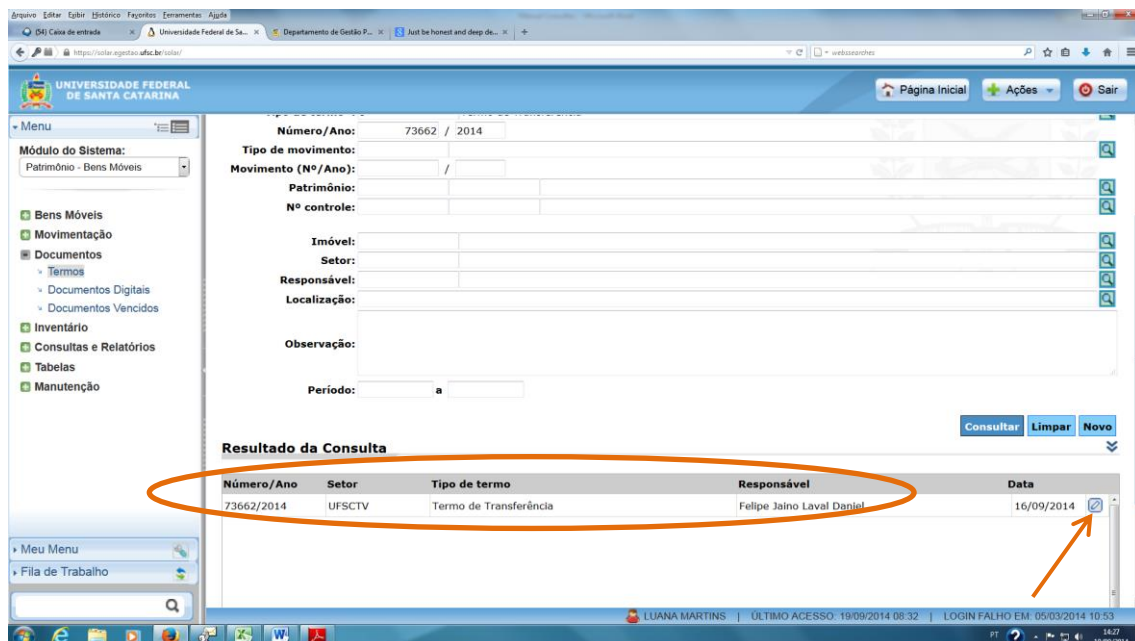 Arquivo Editar Exibir Histórico Favoritos Ferramentas Ajuda
(54) Caixa de entrada × Universidade Federal de Sa... × Departamento de Gestão P... × Just be honest and deep de... × +
https://solar.egestao.ufsc.br/solar/ webssearches
UNIVERSIDADE FEDERAL
DE SANTA CATARINA
Página Inicial Ações Sair
Menu
Módulo do Sistema:
Patrimônio - Bens Móveis
Bens Móveis
Movimentação
Documentos
Termos
Documentos Digitais
Documentos Vencidos
Inventário
Consultas e Relatórios
Tabelas
Manutenção
Meu Menu
Fila de Trabalho
Número/Ano: 73662 / 2014
Tipo de movimento:
Movimento (Nº/Ano): /
Patrimônio:
Nº controle:
Imóvel:
Setor:
Responsável:
Localização:
Observação:
Período: a
Consultar Limpar Novo
Resultado da Consulta
Número/Ano Setor Tipo de termo Responsável Data
73662/2014 UFSCTV Termo de Transferência Felipe Jaino Laval Daniel 16/09/2014
LUANA MARTINS | ÚLTIMO ACESSO: 19/09/2014 08:32 | LOGIN FALHO EM: 05/03/2014 10:53
PT 14:27